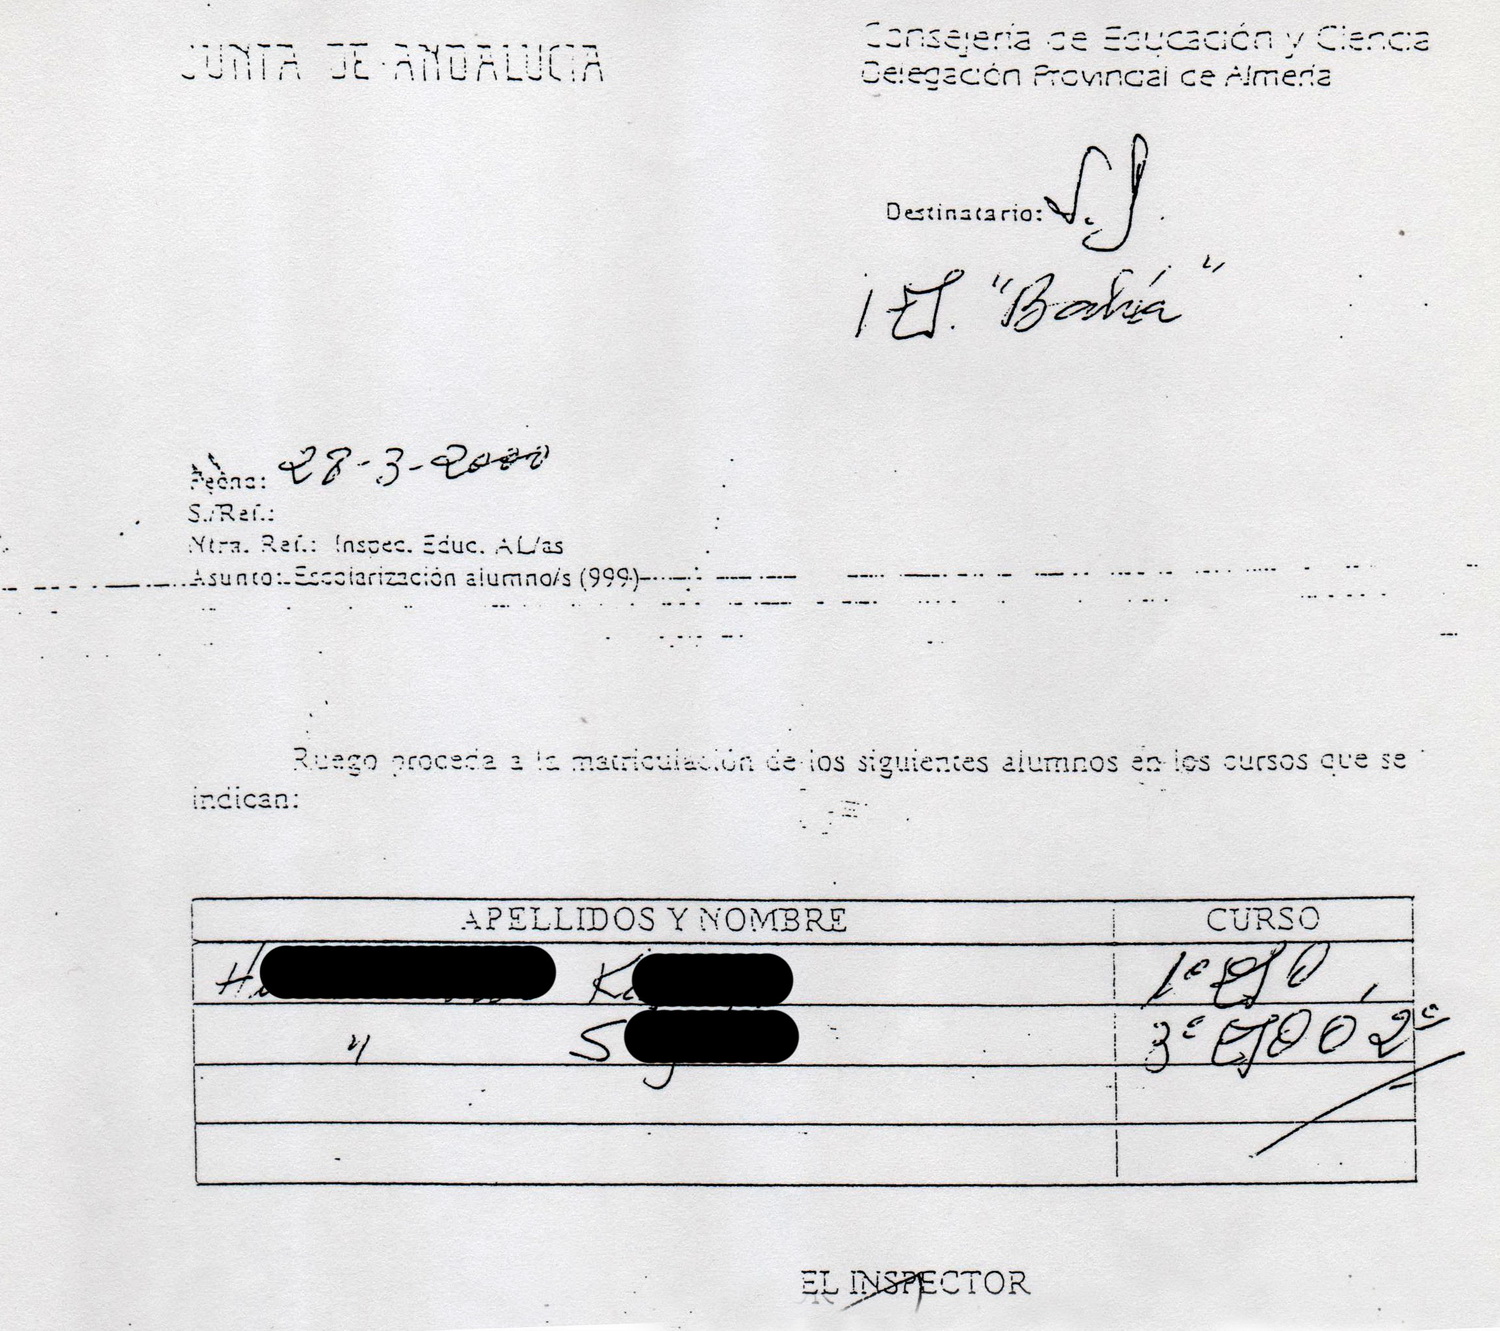 JUNTA DE ANDALUCIA
Consejería de Educación y Ciencia
Delegación Provincial de Almería
Destinatario:
"Bahía"
Fecha: 28-3-2000
S./Ref.:
Ntra. Ref.: Inspec. Educ. AL/as
Asunto: Escolarización alumno/s (999)
Ruego proceda a la matriculación de los siguientes alumnos en los cursos que se
indican:
APELLIDOS Y NOMBRE CURSO
1º ESO
" S 3º ESO O 2º
EL INSPECTOR